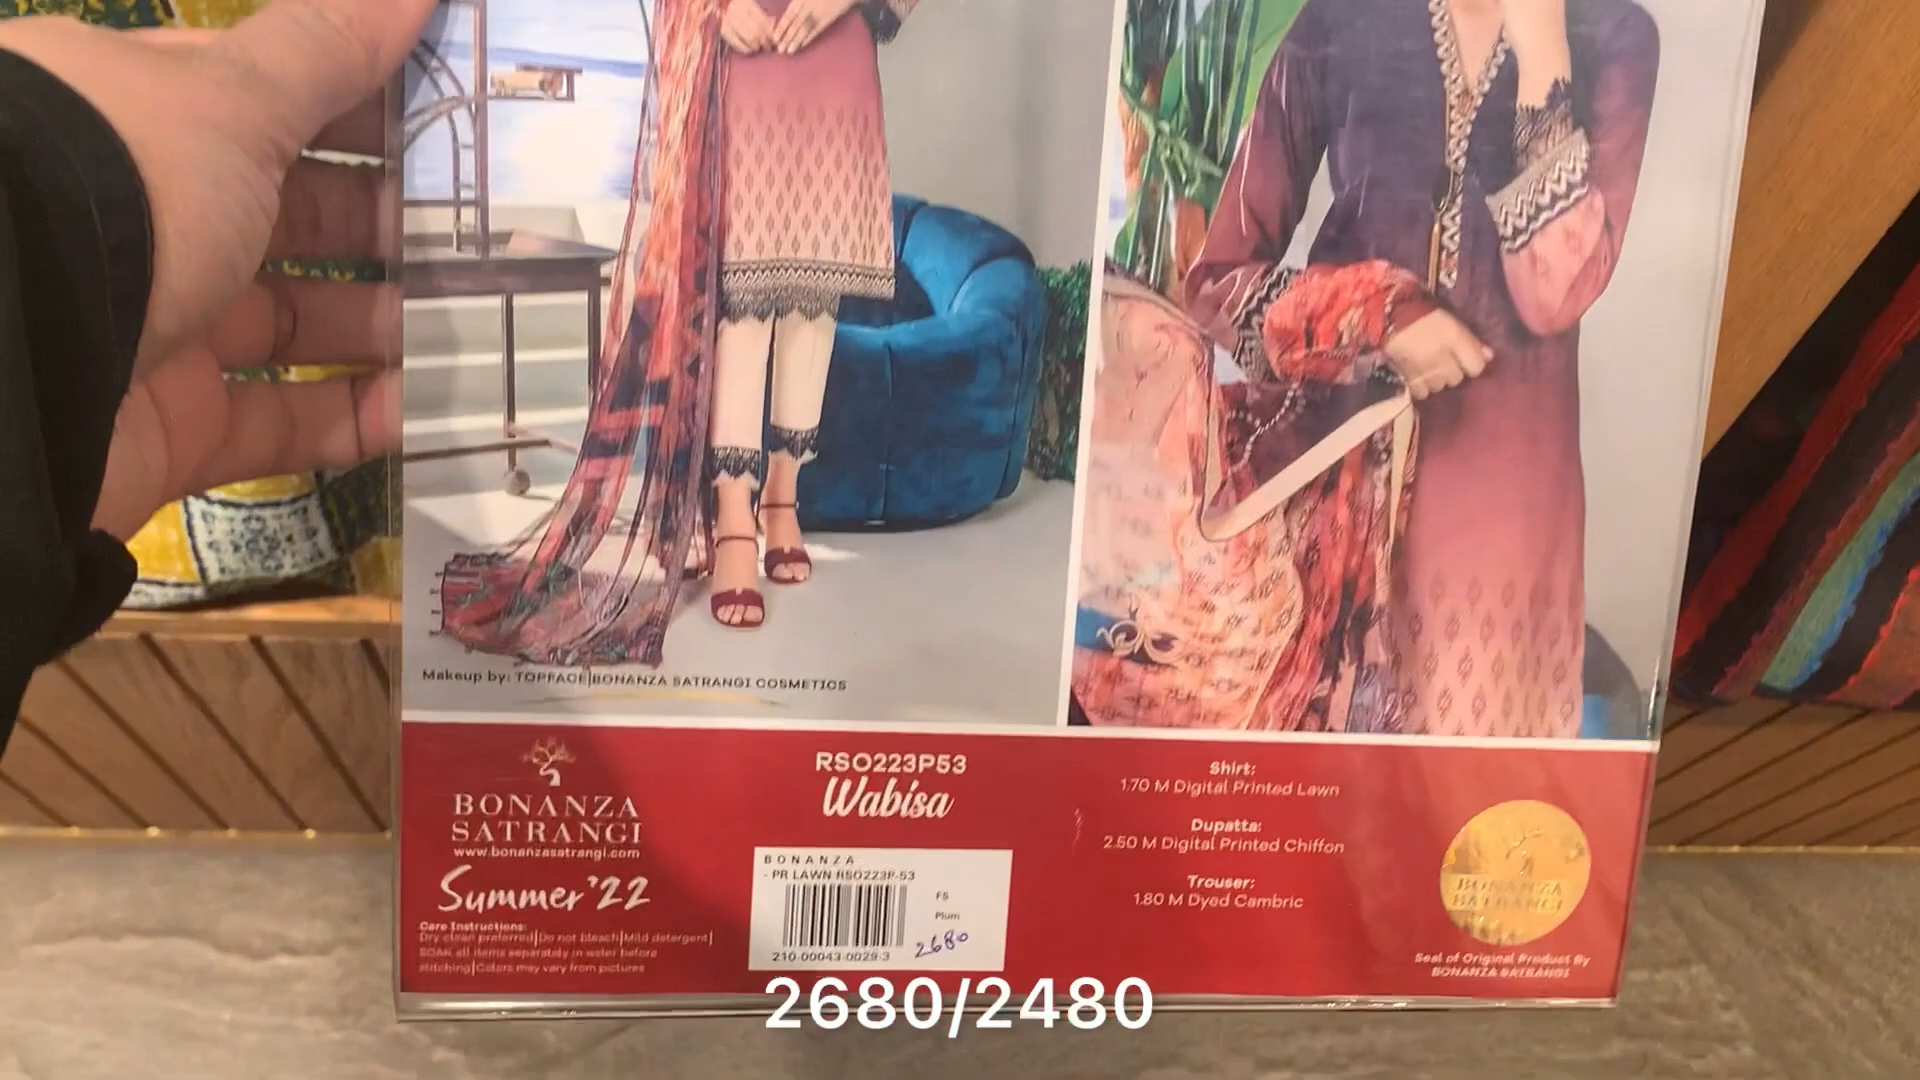 Makeup by: TOPFACE|BONANZA SATRANGI COSMETICS
BONANZA
SATRANGI
www.bonanzasatrangi.com
Summer'22
Care Instructions:
Dry clean preferred|Do not bleach|Mild detergent|
SOAK all items separately in water before
stitching|Colors may vary from pictures
RSO223P53
Wabisa
BONANZA
- PR LAWN RSO223P-53
FS
Plum
2680
210-00043-0029-3
Shirt:
1.70 M Digital Printed Lawn
Dupatta:
2.50 M Digital Printed Chiffon
Trouser:
1.80 M Dyed Cambric
BONANZA
SATRANGI
Seal of Original Product By
BONANZA SATRANGI
2680/2480